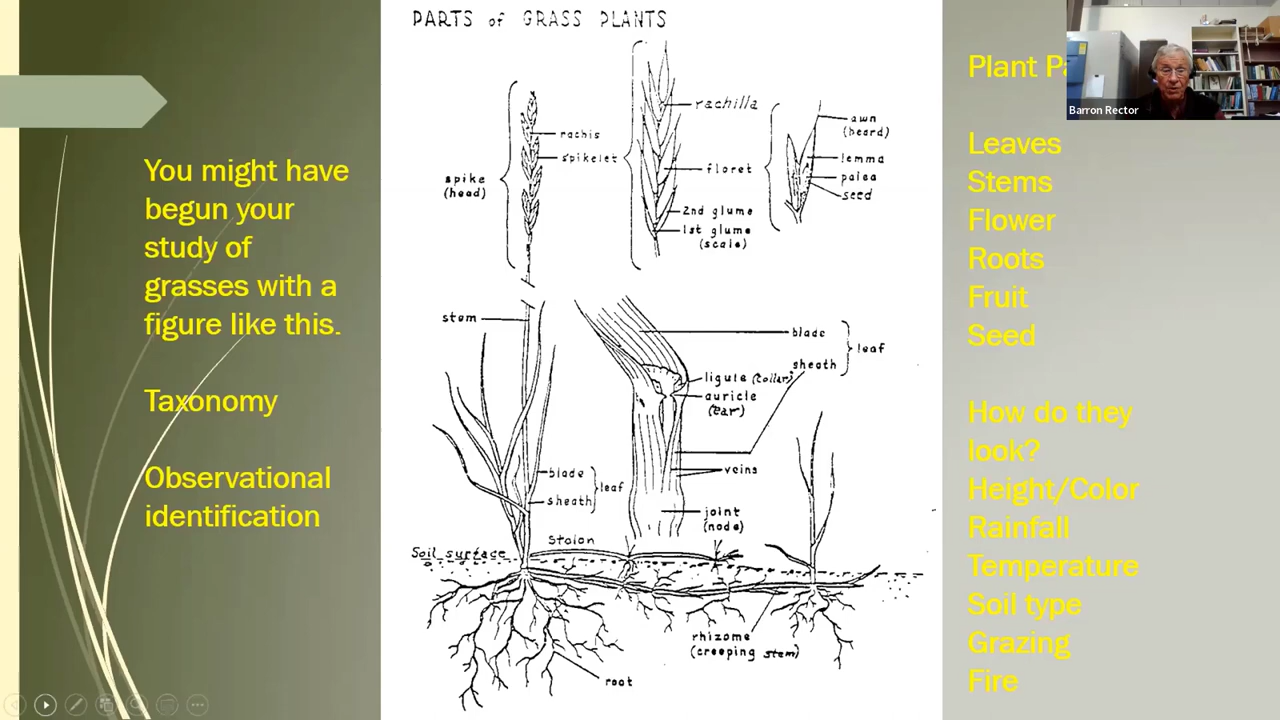 You might have
begun your
study of
grasses with a
figure like this.
Taxonomy
Observational
identification
PARTS of GRASS PLANTS
rachis
spikelet
spike
(head)
rachilla
floret
2nd glume
1st glume
(scale)
awn
(beard)
lemma
palea
seed
stem
blade
sheath
leaf
ligule (collar)
auricle
(ear)
veins
joint
(node)
blade
sheath
leaf
Stolon
Soil surface
rhizome
(creeping stem)
root
Plant
Leaves
Stems
Flower
Roots
Fruit
Seed
How do they
look?
Height/Color
Rainfall
Temperature
Soil type
Grazing
Fire
Barron Rector